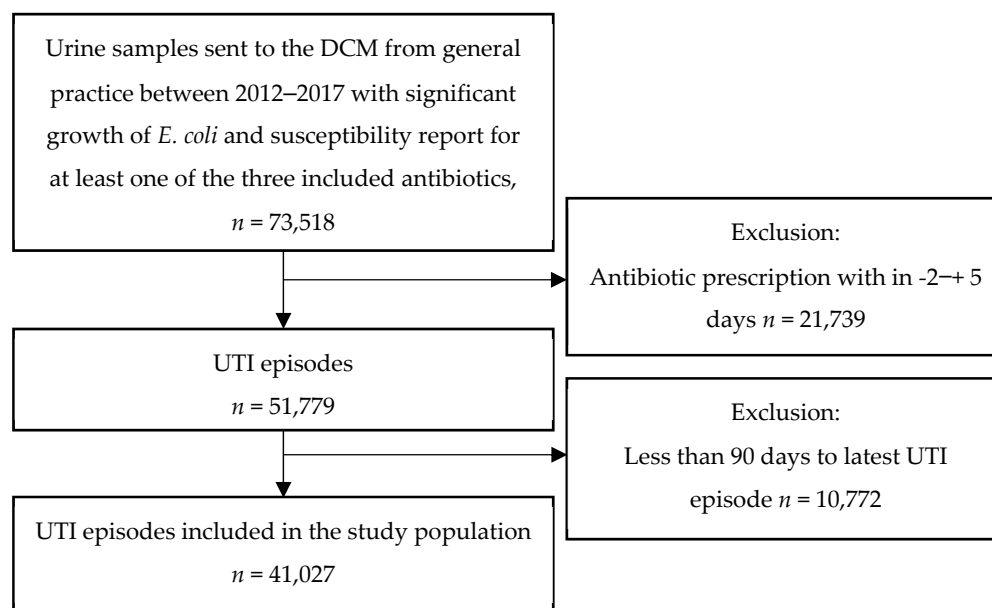 Urine samples sent to the DCM from general
practice between 2012–2017 with significant
growth of E. coli and susceptibility report for
at least one of the three included antibiotics,
n = 73,518
Exclusion:
Antibiotic prescription with in -2–+ 5
days n = 21,739
UTI episodes
n = 51,779
Exclusion:
Less than 90 days to latest UTI
episode n = 10,772
UTI episodes included in the study population
n = 41,027